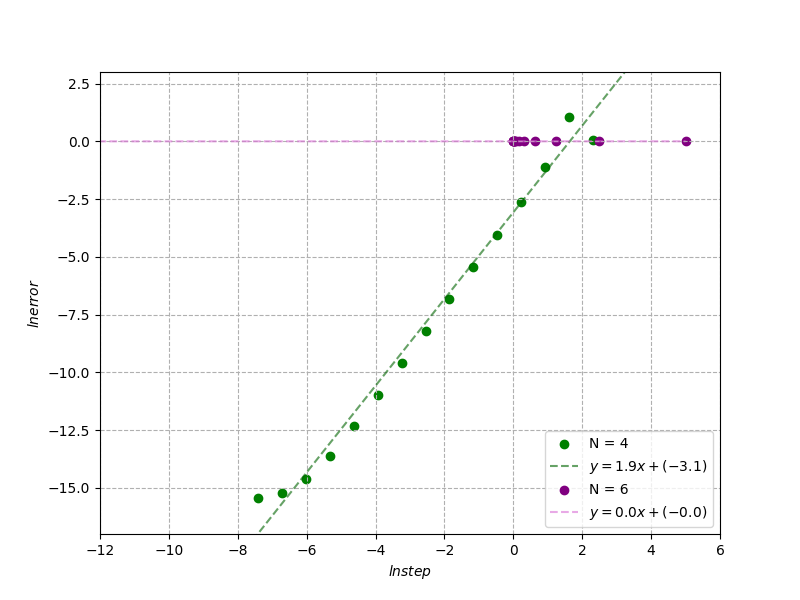 2.5
0.0
−2.5
−5.0
−7.5
−10.0
−12.5
−15.0
lnerror
−12 −10 −8 −6 −4 −2 0 2 4 6
lnstep
N = 4
y = 1.9x + (−3.1)
N = 6
y = 0.0x + (−0.0)